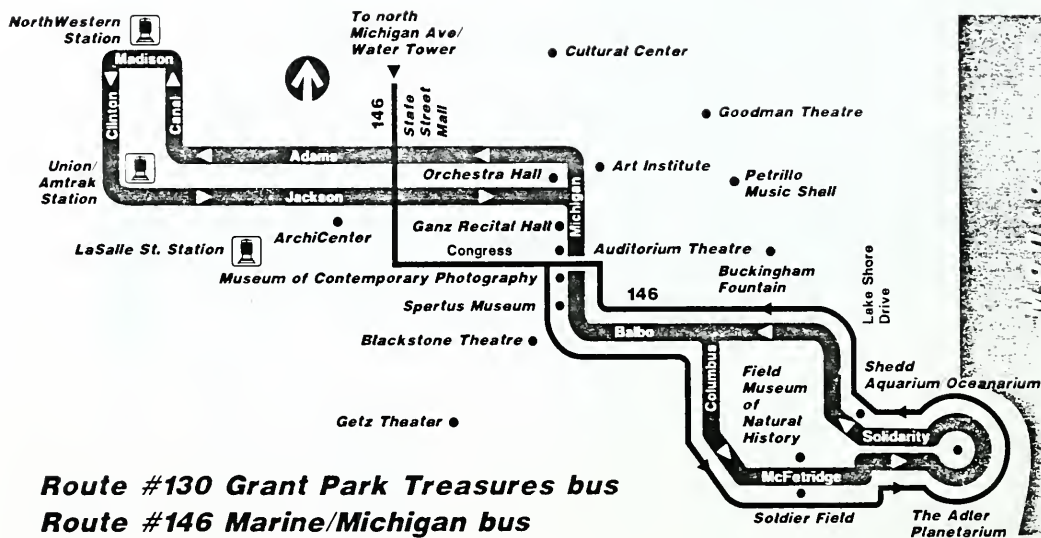 NorthWestern
Station
To north
Michigan Ave/
Water Tower
Cultural Center
Madison
Clinton
Canal
146
State
Street
Mall
Goodman Theatre
Adams
Art Institute
Union/
Amtrak
Station
Orchestra Hall
Petrillo
Music Shell
Jackson
Michigan
ArchiCenter
Ganz Recital Hall
LaSalle St. Station
Congress
Auditorium Theatre
Museum of Contemporary Photography
Buckingham
Fountain
146
Lake Shore
Drive
Spertus Museum
Balbo
Blackstone Theatre
Columbus
Field
Museum
of
Natural
History
Shedd
Aquarium Oceanarium
Getz Theater
Solidarity
McFetridge
Route #130 Grant Park Treasures bus
Route #146 Marine/Michigan bus
Soldier Field
The Adler
Planetarium